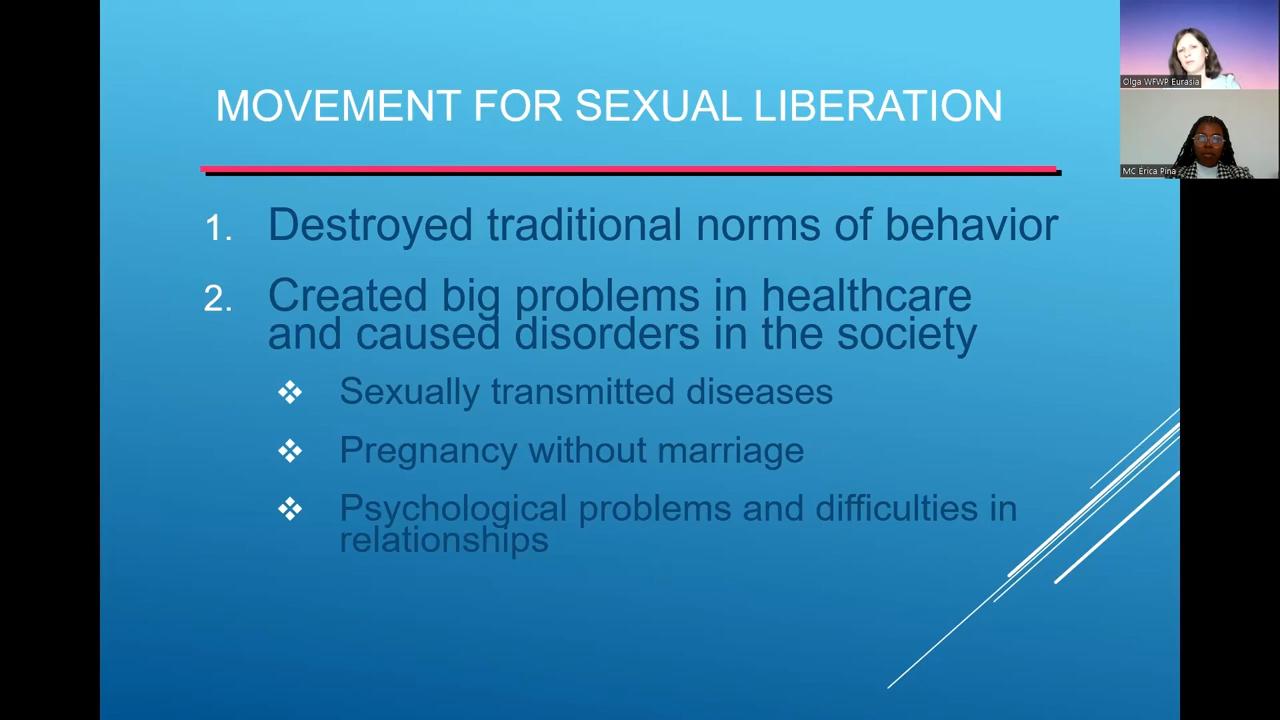 MOVEMENT FOR SEXUAL LIBERATION
1. Destroyed traditional norms of behavior
2. Created big problems in healthcare
and caused disorders in the society
❖ Sexually transmitted diseases
❖ Pregnancy without marriage
❖ Psychological problems and difficulties in
relationships
Olga WFWP Eurasia
MC Érica Pina